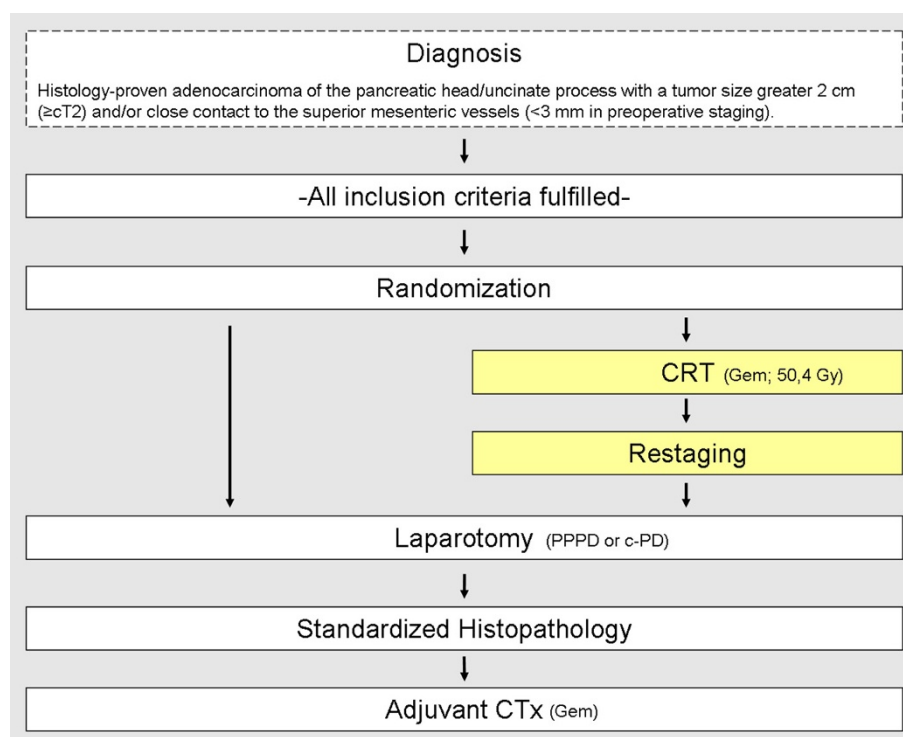 Diagnosis
Histology-proven adenocarcinoma of the pancreatic head/uncinate process with a tumor size greater 2 cm
(≥cT2) and/or close contact to the superior mesenteric vessels (<3 mm in preoperative staging).
-All inclusion criteria fulfilled-
Randomization
CRT (Gem; 50,4 Gy)
Restaging
Laparotomy (PPPD or c-PD)
Standardized Histopathology
Adjuvant CTx (Gem)